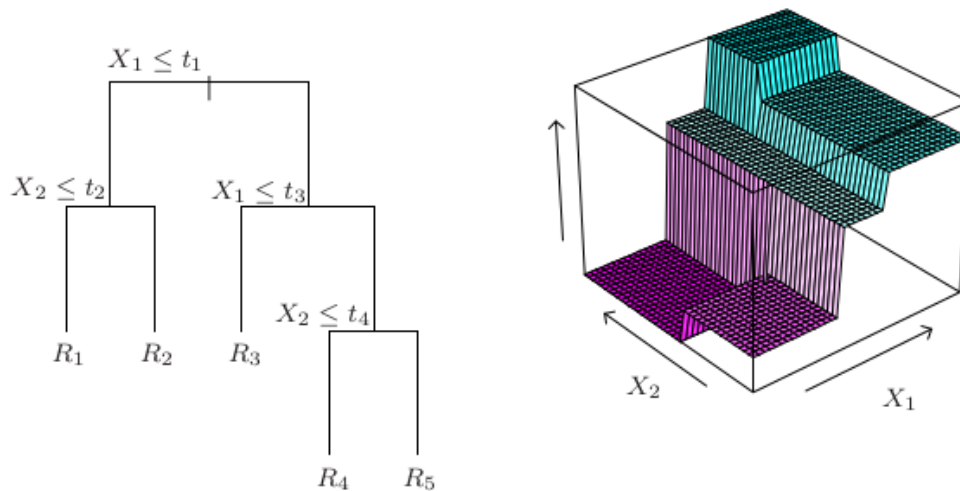 X₁ ≤ t₁
X₂ ≤ t₂
X₁ ≤ t₃
X₂ ≤ t₄
R₁
R₂
R₃
R₄
R₅
X₂
X₁